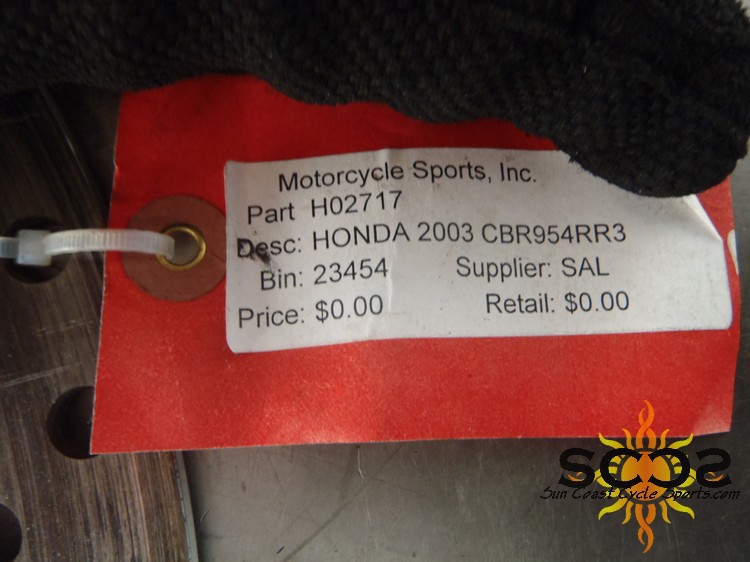 Motorcycle Sports, Inc.
Part H02717
Desc: HONDA 2003 CBR954RR3
Bin: 23454 Supplier: SAL
Price: $0.00 Retail: $0.00
SCCS
Sun Coast Cycle Sports.com